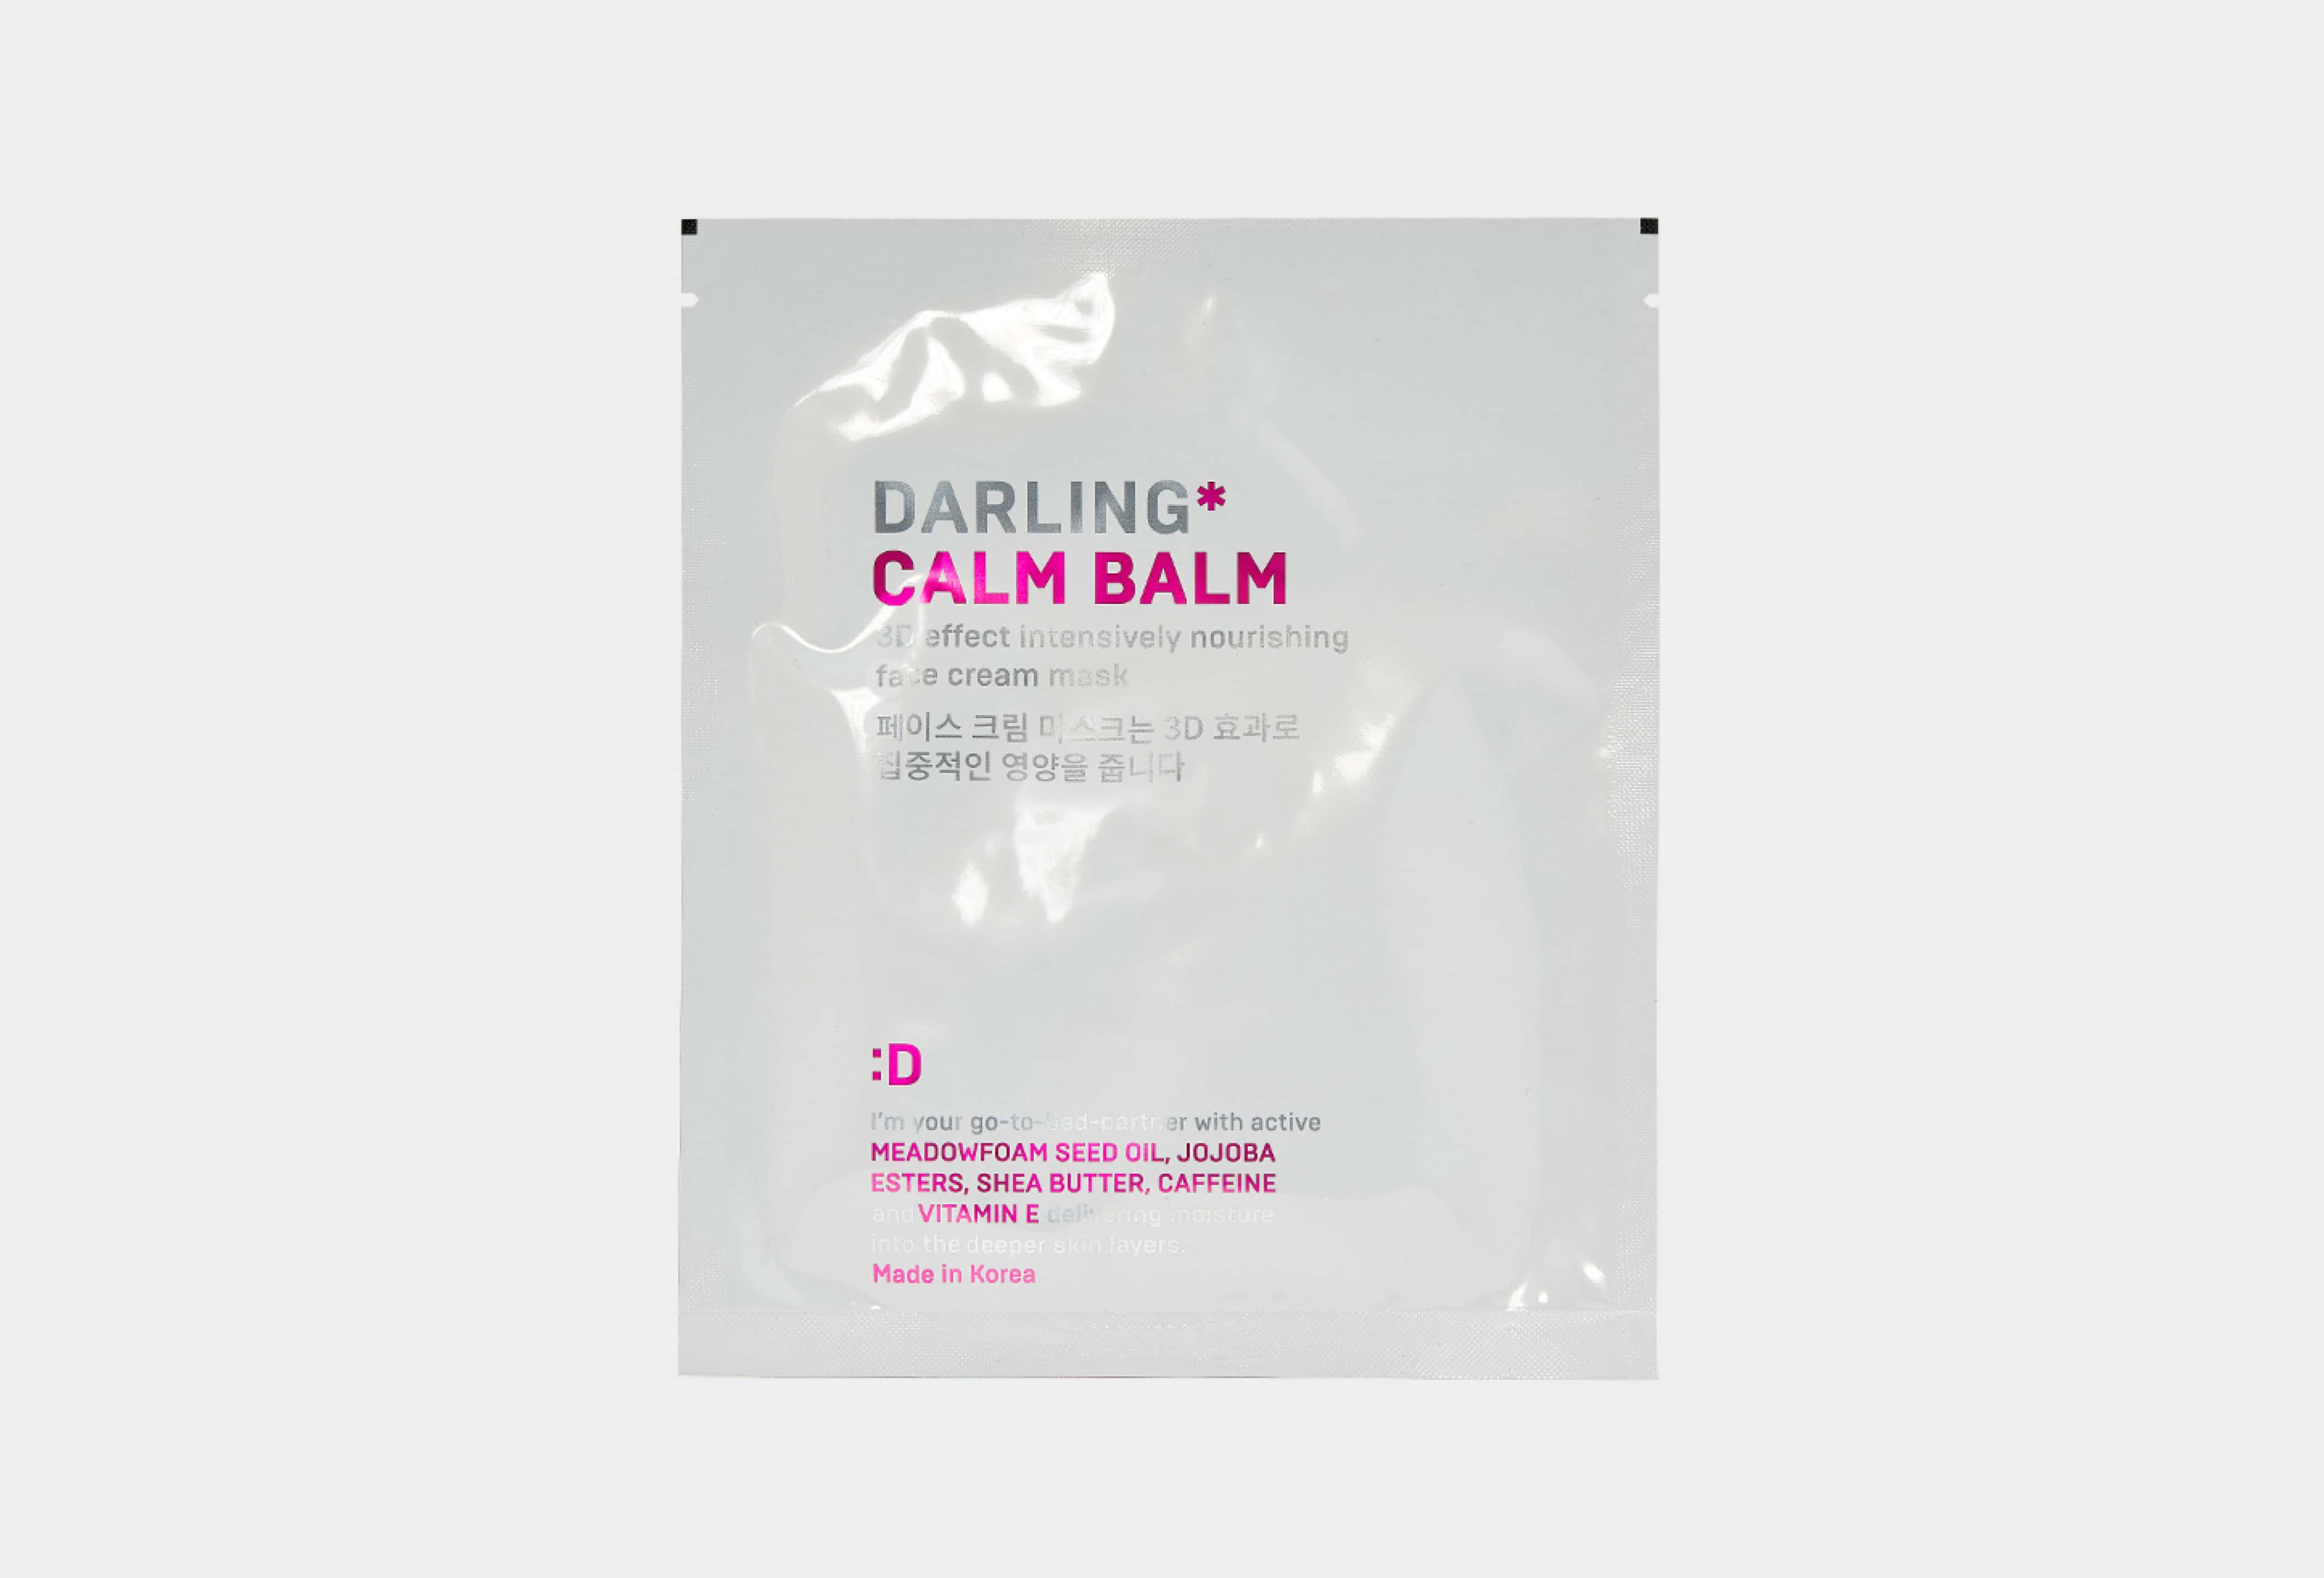 DARLING*
CALM BALM
3D effect intensively nourishing
face cream mask
페이스 크림 마스크는 3D 효과로
집중적인 영양을 줍니다
:D
I'm your go-to-bed-partner with active
MEADOWFOAM SEED OIL, JOJOBA
ESTERS, SHEA BUTTER, CAFFEINE
and VITAMIN E delivering moisture
into the deeper skin layers.
Made in Korea